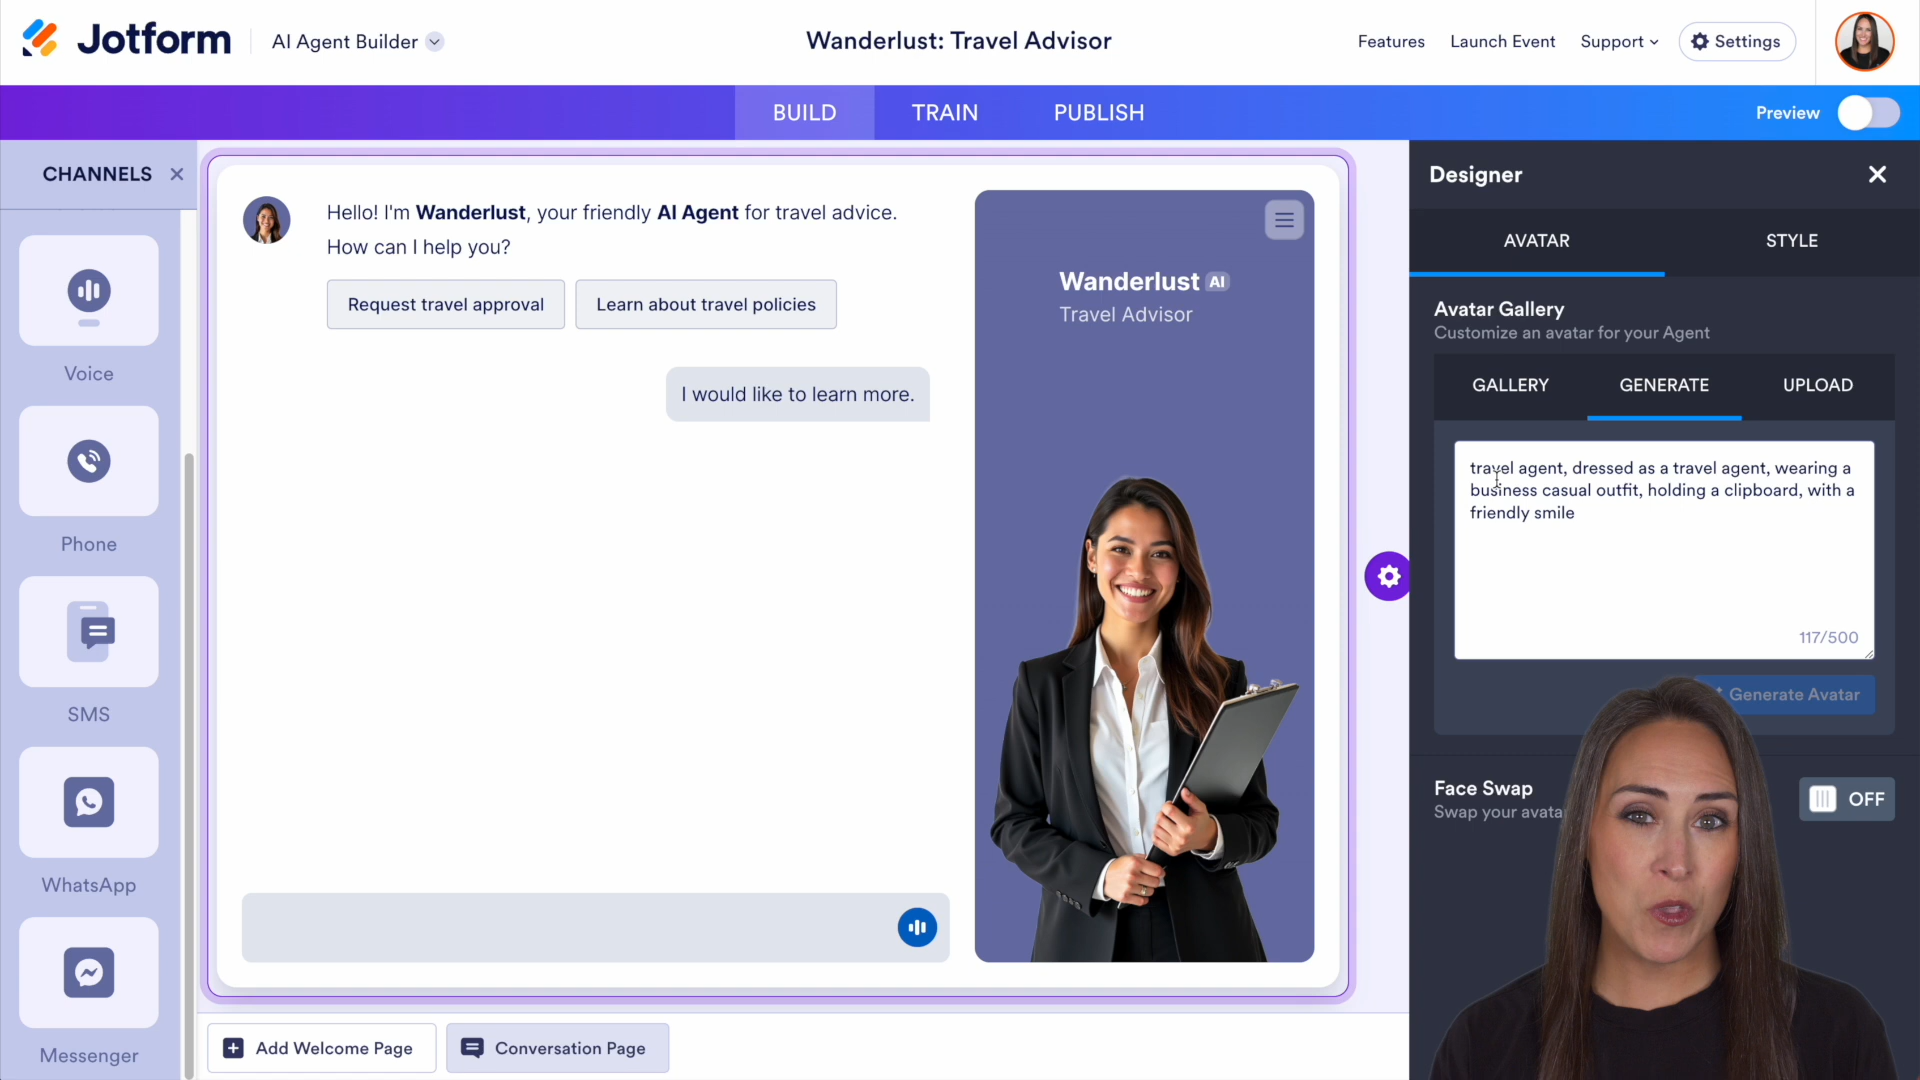 Jotform
AI Agent Builder
Wanderlust: Travel Advisor
Features
Launch Event
Support
Settings
BUILD
TRAIN
PUBLISH
Preview
CHANNELS
Voice
Phone
SMS
WhatsApp
Messenger
Hello! I'm Wanderlust, your friendly AI Agent for travel advice.
How can I help you?
Request travel approval
Learn about travel policies
I would like to learn more.
Wanderlust AI
Travel Advisor
Add Welcome Page
Conversation Page
Designer
AVATAR
STYLE
Avatar Gallery
Customize an avatar for your Agent
GALLERY
GENERATE
UPLOAD
travel agent, dressed as a travel agent, wearing a
business casual outfit, holding a clipboard, with a
friendly smile
117/500
Generate Avatar
Face Swap
Swap your avata
OFF